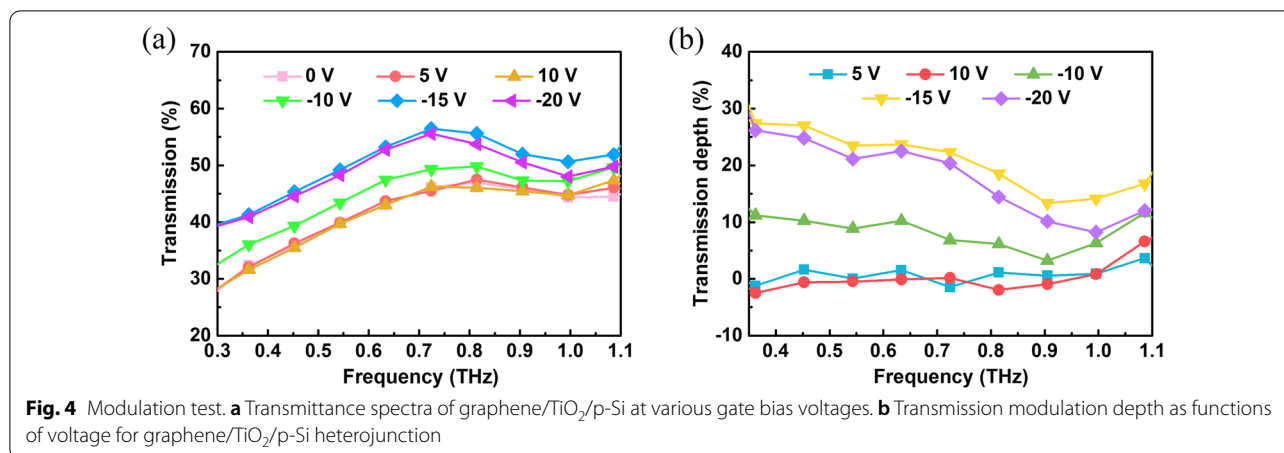 (a)
70
60
50
40
30
20
Transmission (%)
0 V 5 V 10 V
-10 V -15 V -20 V
0.3 0.4 0.5 0.6 0.7 0.8 0.9 1.0 1.1
Frequency (THz)
(b)
40
30
20
10
0
-10
Transmission depth (%)
5 V 10 V -10 V
-15 V -20 V
0.4 0.5 0.6 0.7 0.8 0.9 1.0 1.1
Frequency (THz)
Fig. 4 Modulation test. a Transmittance spectra of graphene/TiO₂/p-Si at various gate bias voltages. b Transmission modulation depth as functions
of voltage for graphene/TiO₂/p-Si heterojunction